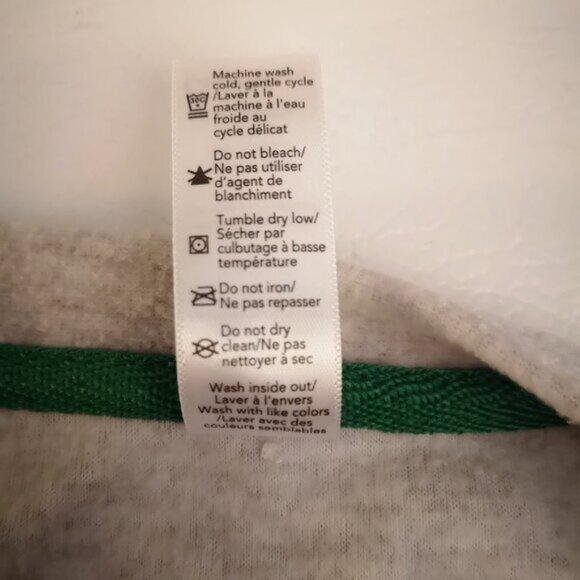 Machine wash
cold, gentle cycle
/Laver à la
machine à l'eau
froide au
cycle délicat
30C
Do not bleach/
Ne pas utiliser
d'agent de
blanchiment
Tumble dry low/
Sécher par
culbutage à basse
température
Do not iron/
Ne pas repasser
Do not dry
clean/Ne pas
nettoyer à sec
Wash inside out/
Laver à l'envers
Wash with like colors
/Laver avec des
couleurs semblables